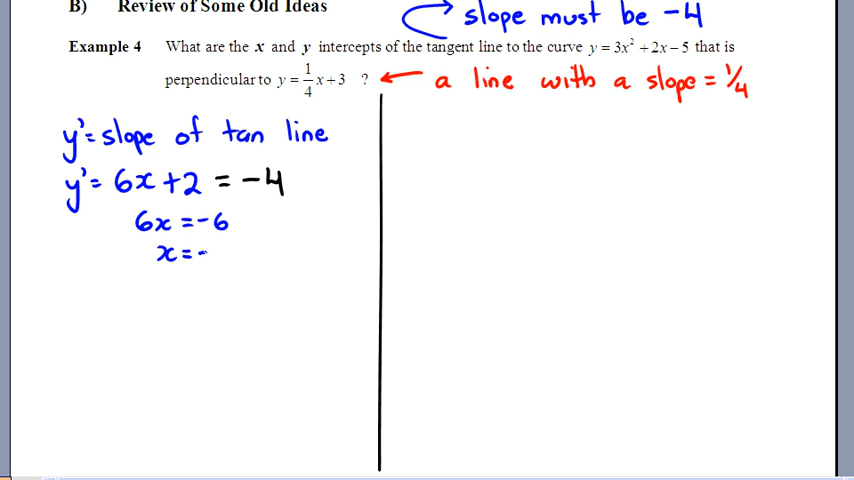 B) Review of Some Old Ideas
slope must be -4
Example 4 What are the x and y intercepts of the tangent line to the curve y = 3x² + 2x - 5 that is
perpendicular to y = 1/4 x + 3 ?
a line with a slope = 1/4
y' = slope of tan line
y' = 6x + 2 = -4
6x = -6
x = -